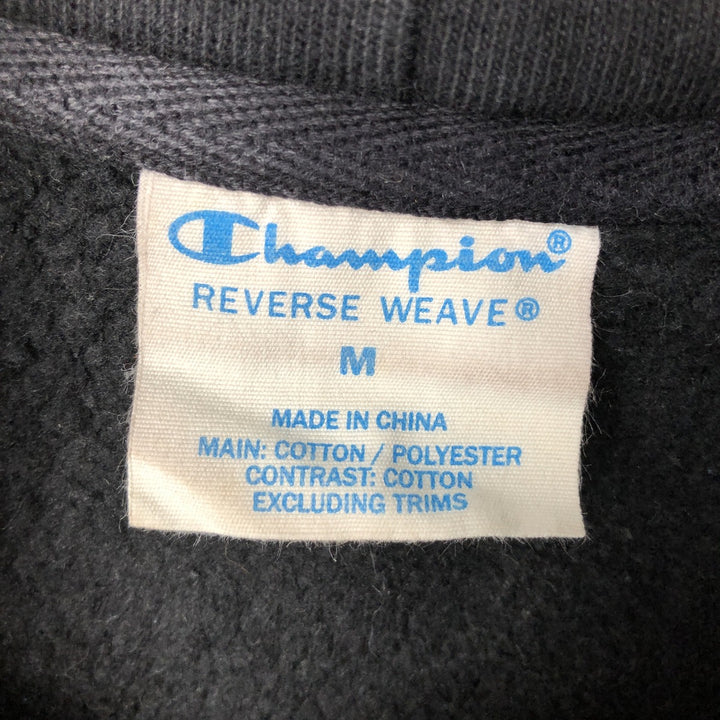 Champion®
REVERSE WEAVE®
M
MADE IN CHINA
MAIN: COTTON / POLYESTER
CONTRAST: COTTON
EXCLUDING TRIMS